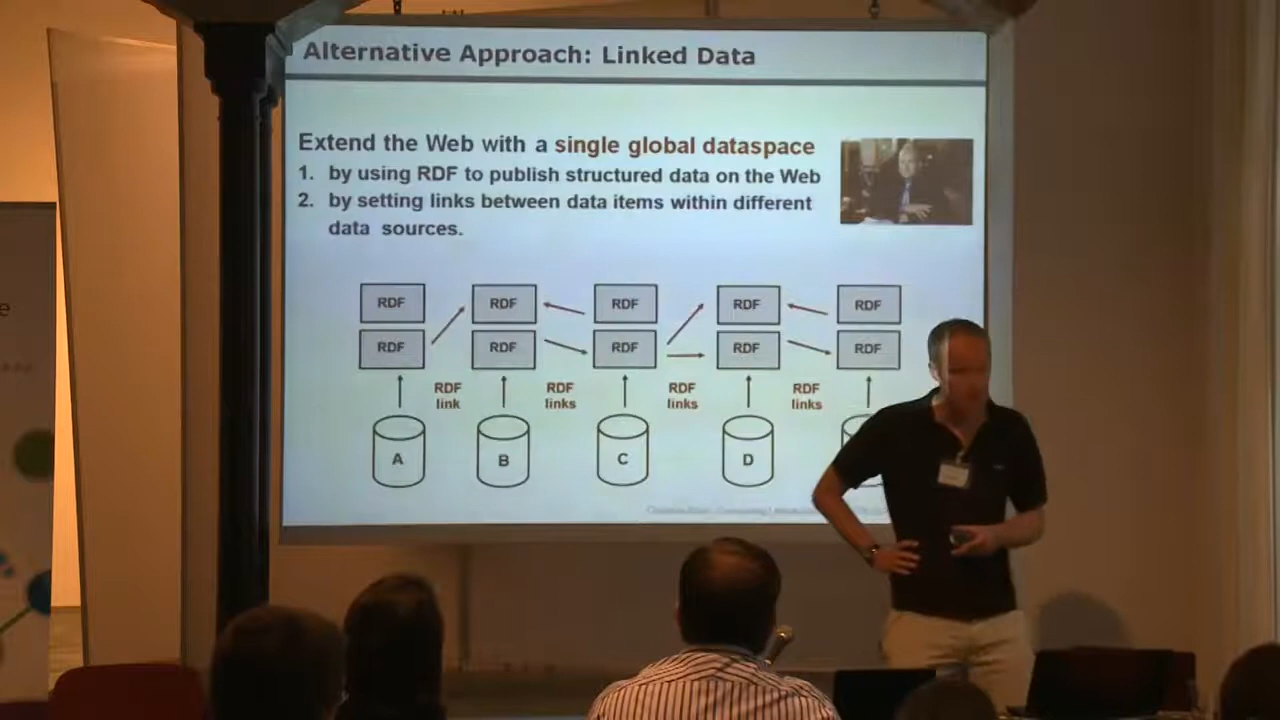 Alternative Approach: Linked Data
Extend the Web with a single global dataspace
1. by using RDF to publish structured data on the Web
2. by setting links between data items within different
data sources.
RDF RDF RDF RDF RDF
RDF RDF RDF RDF RDF
RDF link RDF links RDF links RDF links
A B C D
e